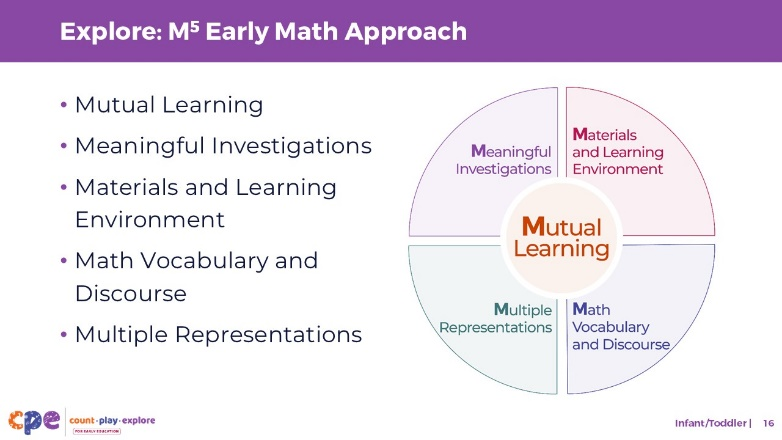 Explore: M⁵ Early Math Approach
• Mutual Learning
• Meaningful Investigations
• Materials and Learning
Environment
• Math Vocabulary and
Discourse
• Multiple Representations
Meaningful
Investigations
Materials
and Learning
Environment
Mutual
Learning
Multiple
Representations
Math
Vocabulary
and Discourse
cpe
count·play·explore
FOR EARLY EDUCATION
Infant/Toddler | 16